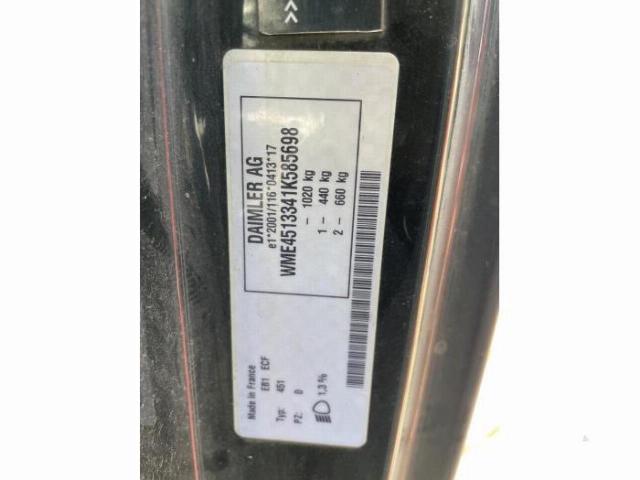 >>>
DAIMLER AG
e1*2001/116*0413*17
WME4513341K585698
- 1020 kg
1 - 440 kg
2 - 660 kg
Made in France
EB1 ECF
Typ: 451
PZ: 0
1,3 %